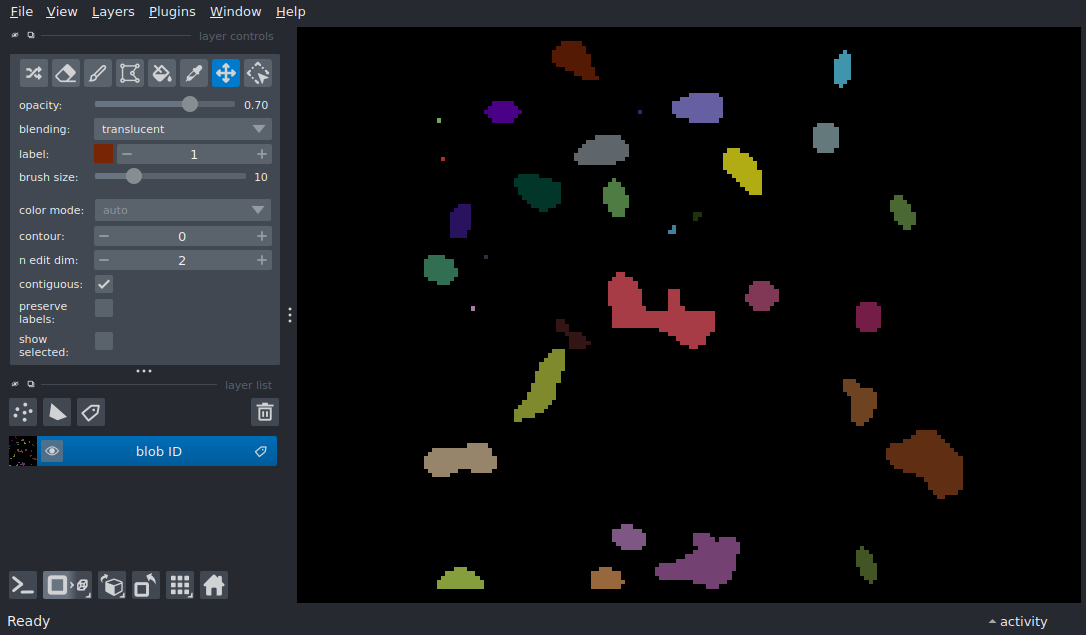 File View Layers Plugins Window Help
layer controls
opacity: 0.70
blending: translucent
label: 1
brush size: 10
color mode: auto
contour: 0
n edit dim: 2
contiguous:
preserve
labels:
show
selected:
layer list
blob ID
Ready
activity